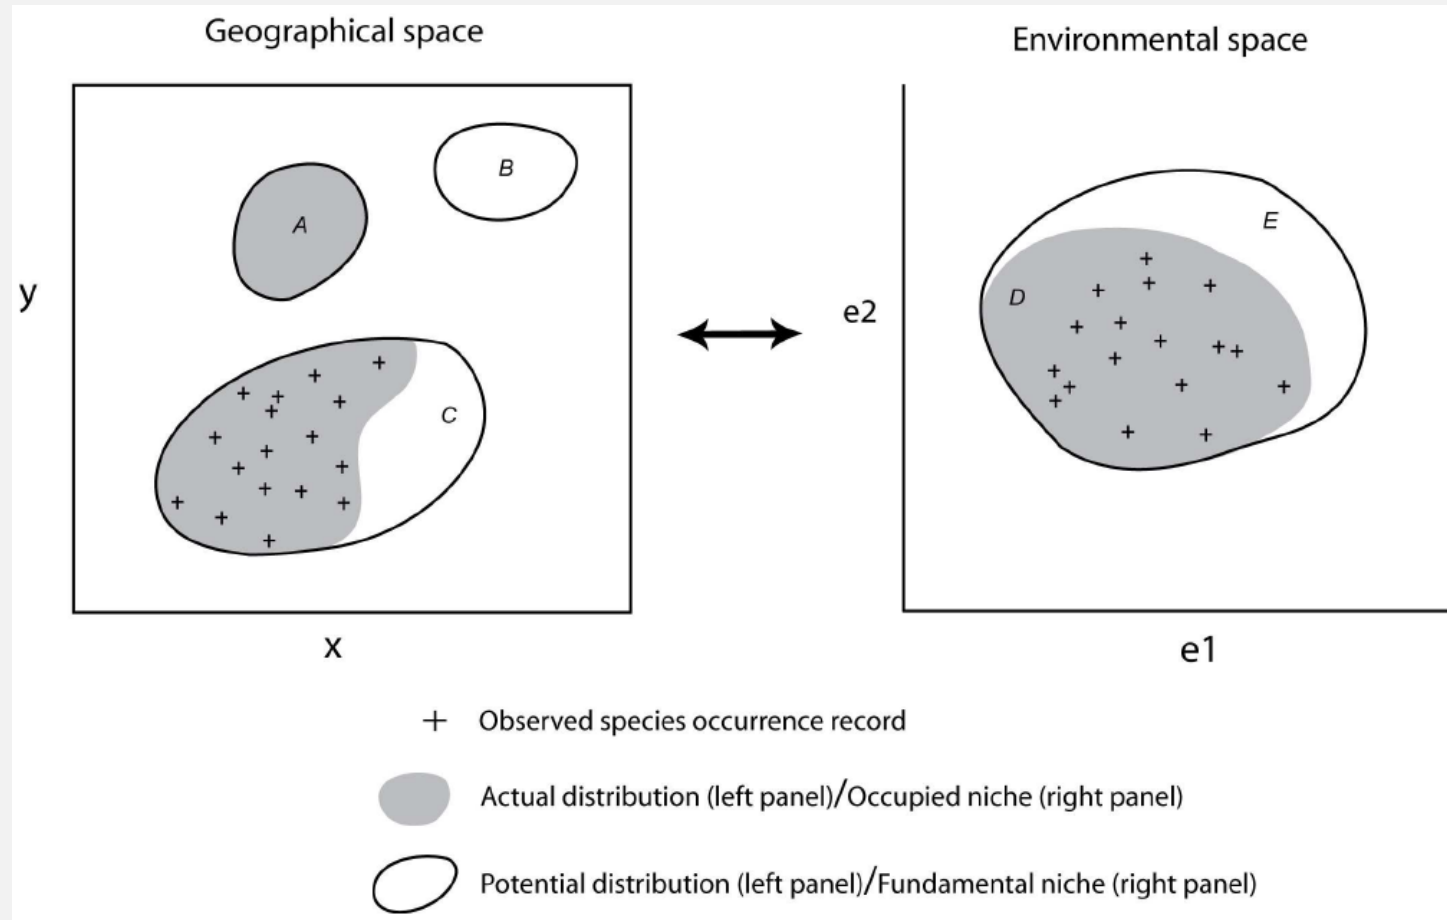 Geographical space
Environmental space
B
A
E
D
y
e2
C
x
e1
+ Observed species occurrence record
Actual distribution (left panel)/Occupied niche (right panel)
Potential distribution (left panel)/Fundamental niche (right panel)